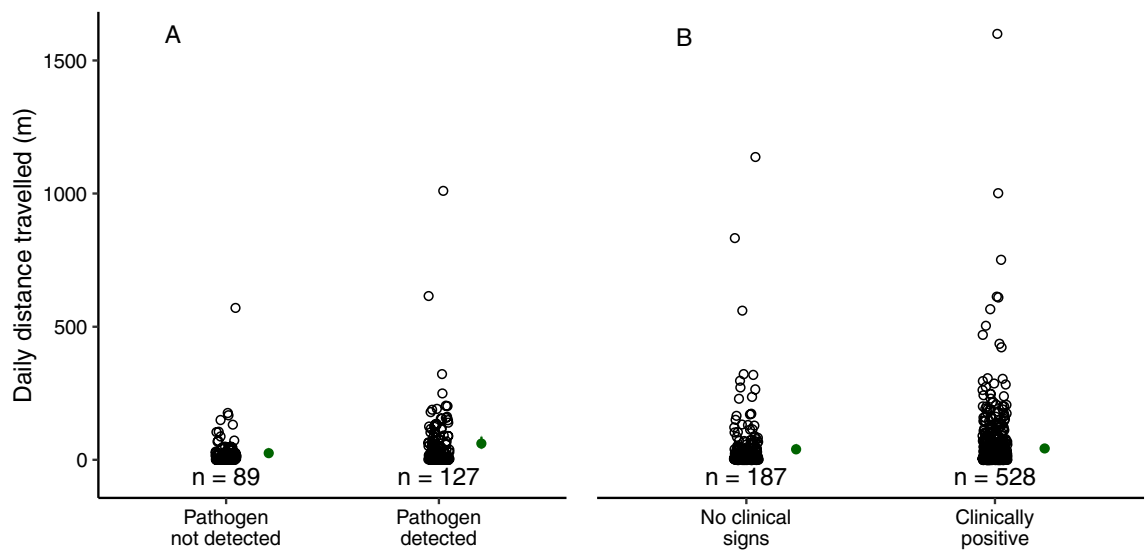 A
B
Daily distance travelled (m)
1500
1000
500
0
n = 89
n = 127
n = 187
n = 528
Pathogen
not detected
Pathogen
detected
No clinical
signs
Clinically
positive